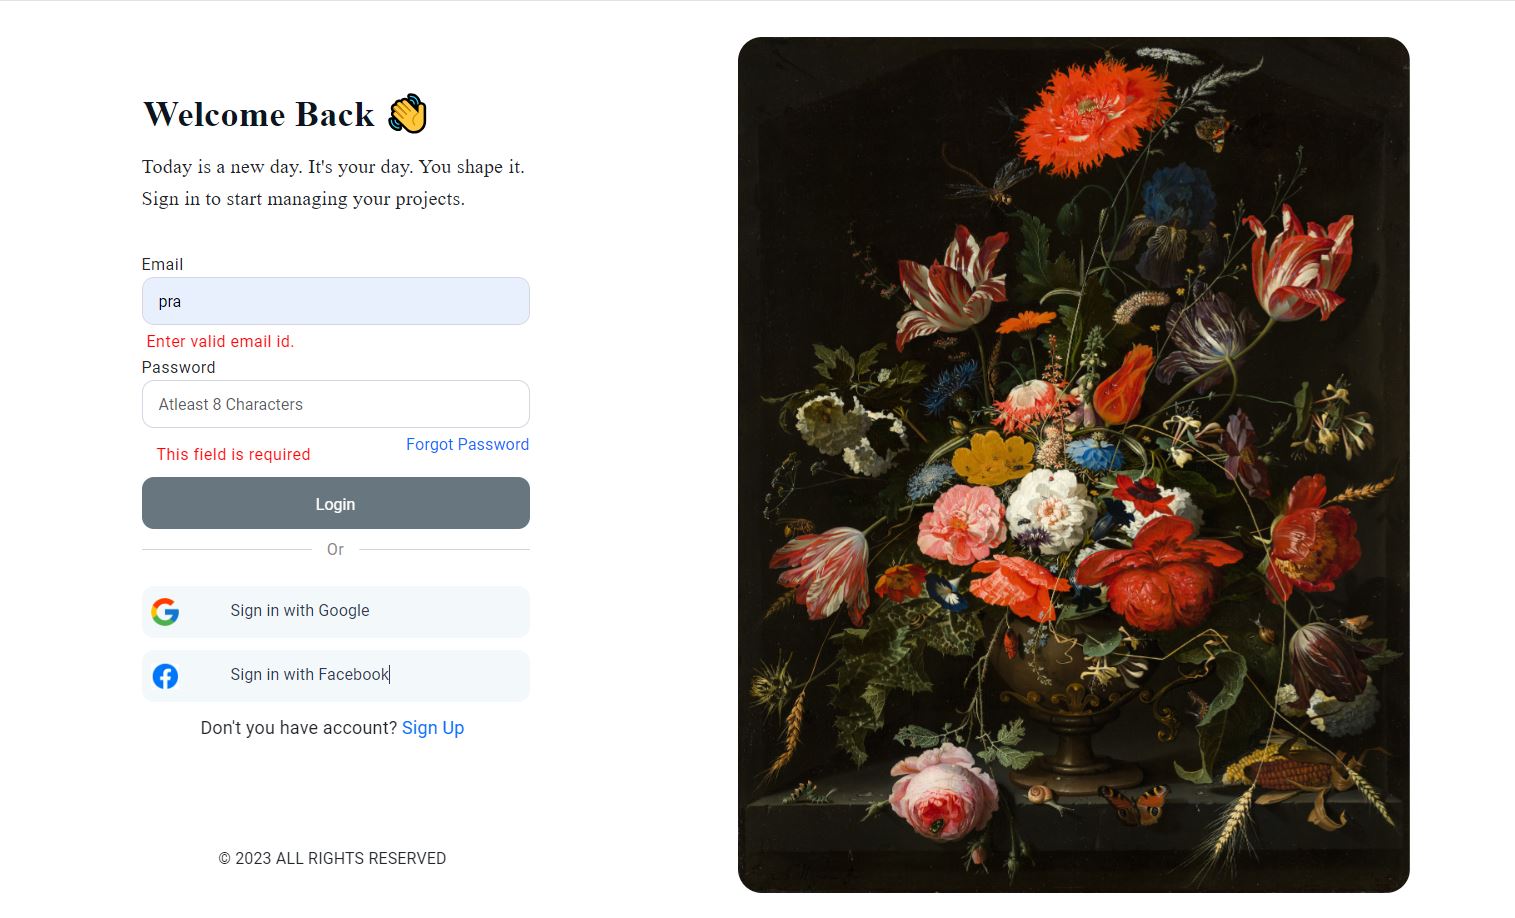 Welcome Back 👋
Today is a new day. It's your day. You shape it.
Sign in to start managing your projects.
Email
pra
Enter valid email id.
Password
Atleast 8 Characters
This field is required
Forgot Password
Login
Or
Sign in with Google
Sign in with Facebook
Don't you have account? Sign Up
© 2023 ALL RIGHTS RESERVED